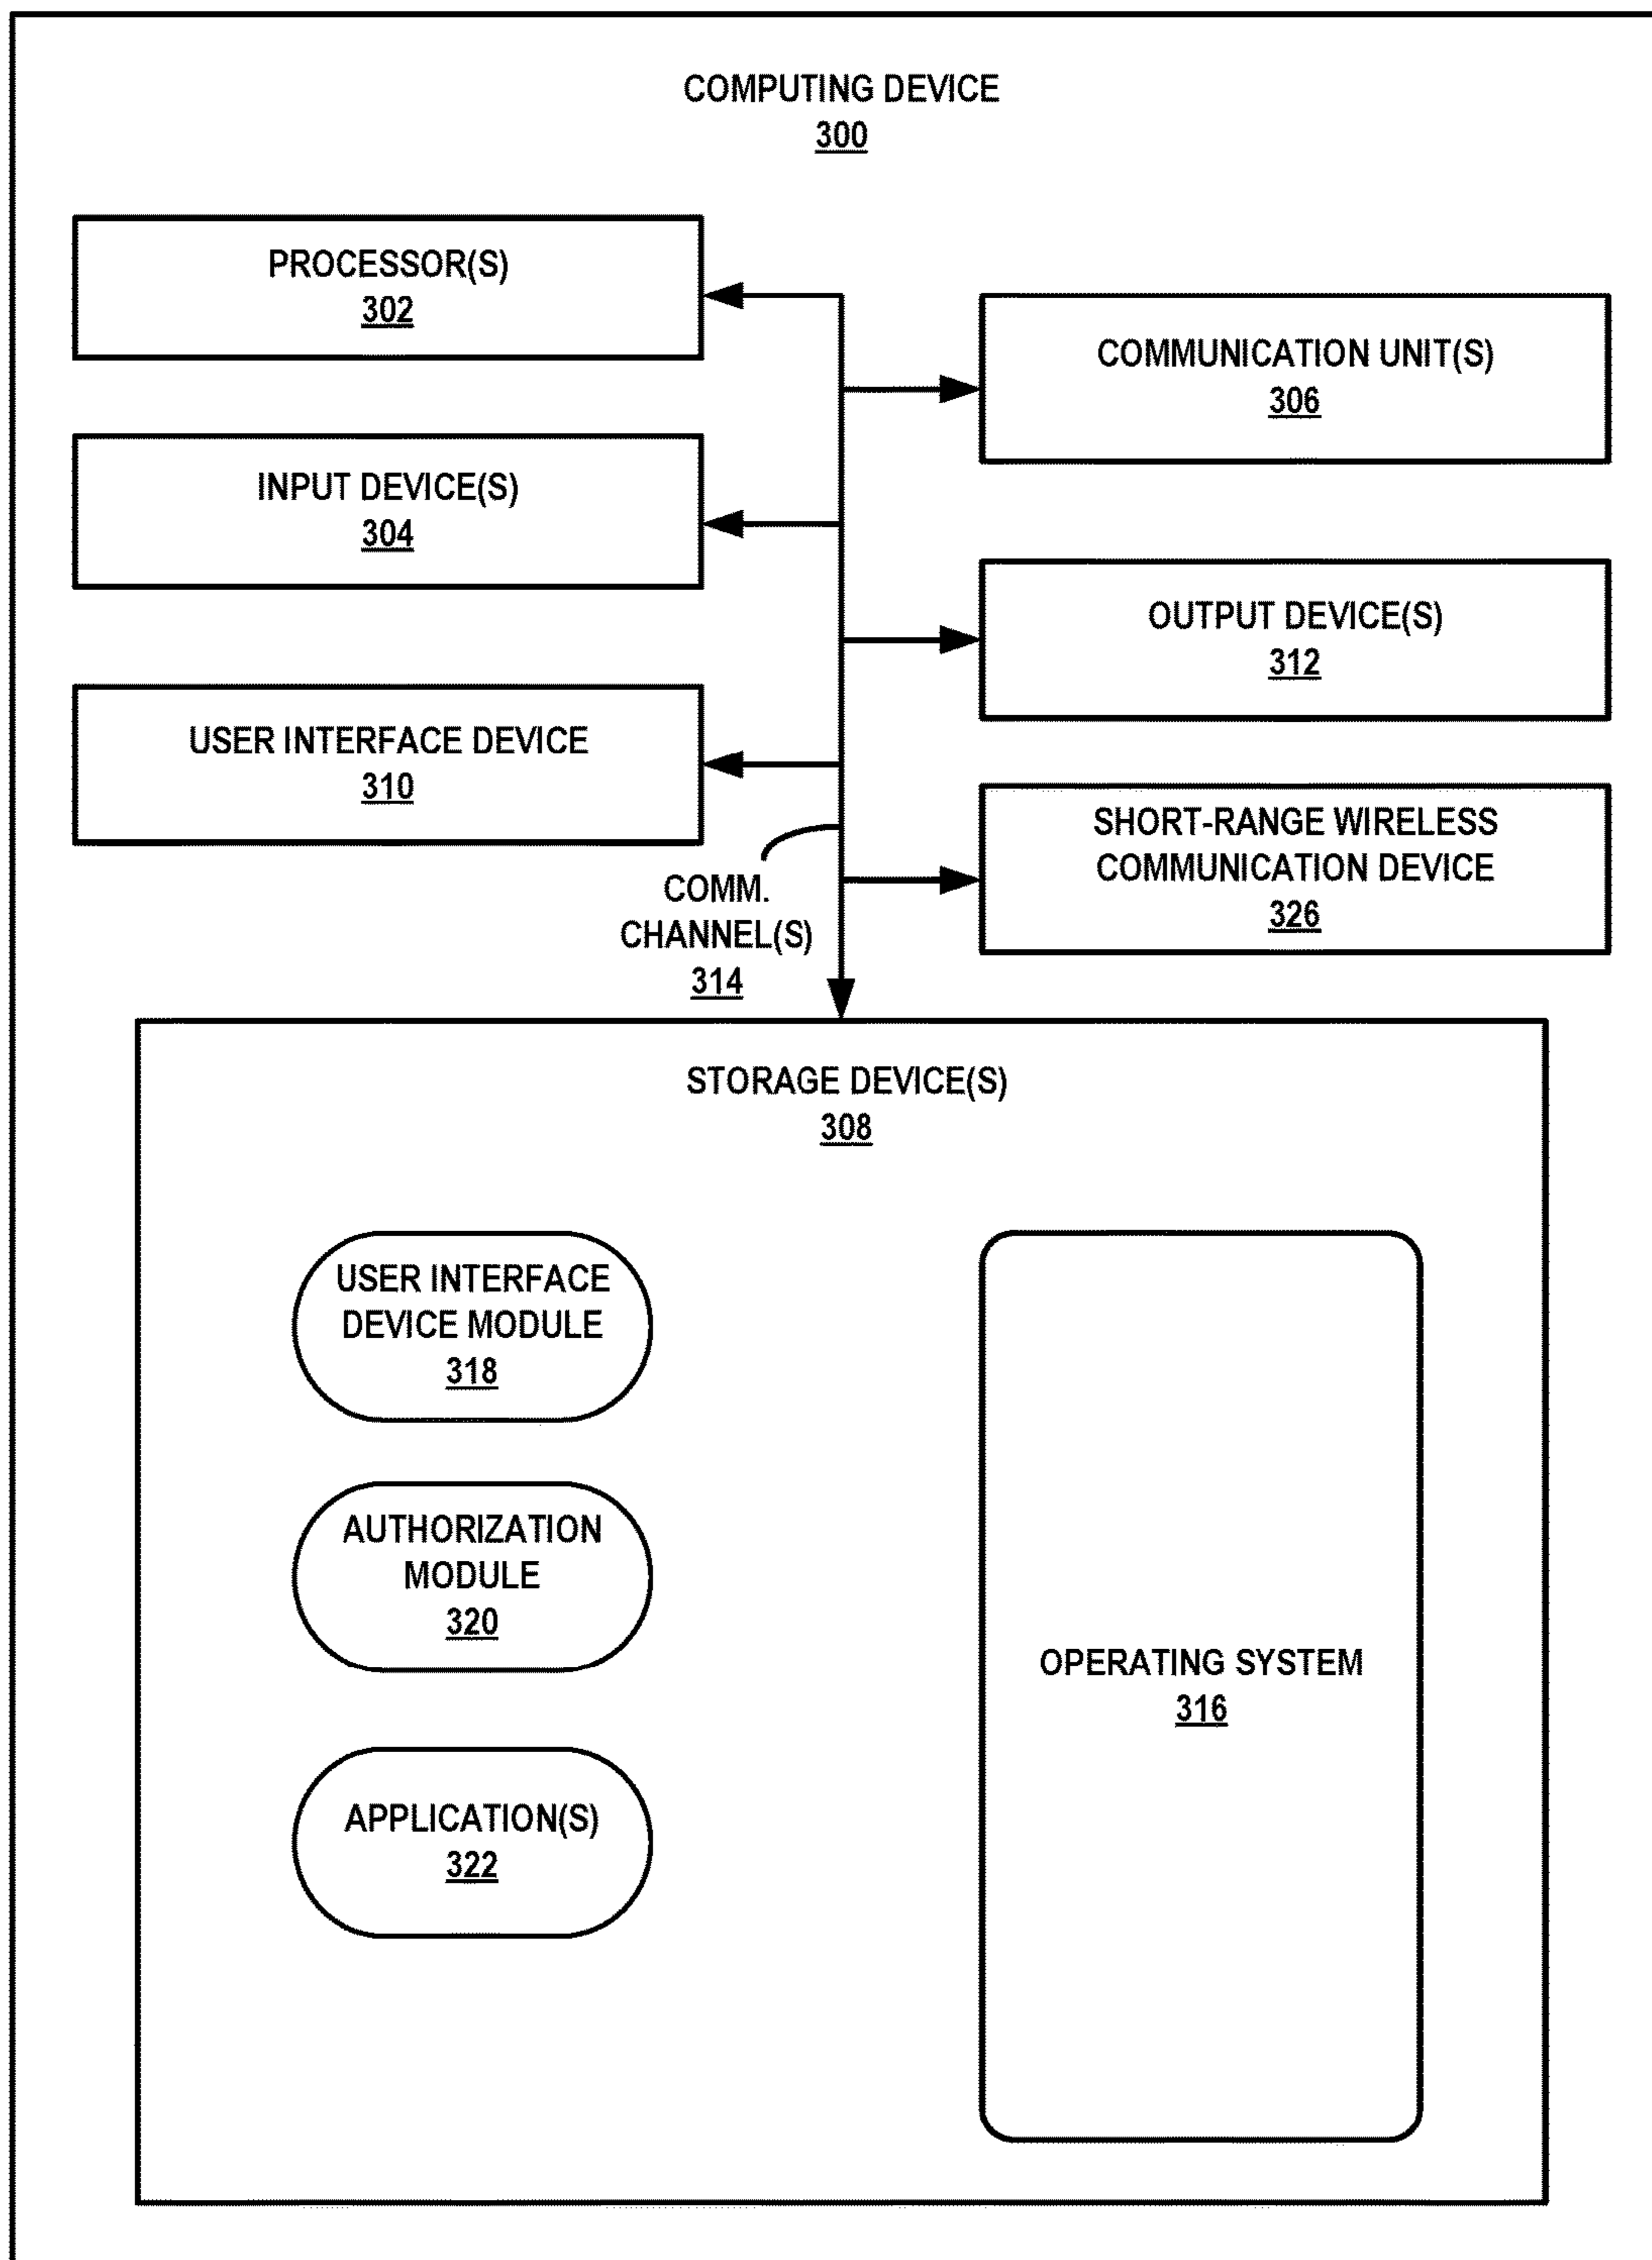 COMPUTING DEVICE
300
PROCESSOR(S)
302
COMMUNICATION UNIT(S)
306
INPUT DEVICE(S)
304
OUTPUT DEVICE(S)
312
USER INTERFACE DEVICE
310
SHORT-RANGE WIRELESS
COMMUNICATION DEVICE
326
COMM.
CHANNEL(S)
314
STORAGE DEVICE(S)
308
USER INTERFACE
DEVICE MODULE
318
AUTHORIZATION
MODULE
320
APPLICATION(S)
322
OPERATING SYSTEM
316